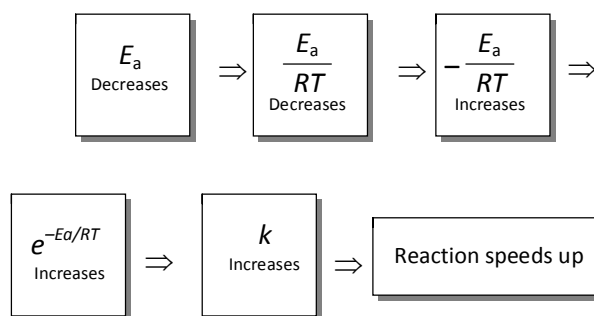 Eₐ ⇒ Eₐ/RT ⇒ –Eₐ/RT ⇒
Decreases Decreases Increases
e^–Ea/RT ⇒ k ⇒ Reaction speeds up
Increases Increases